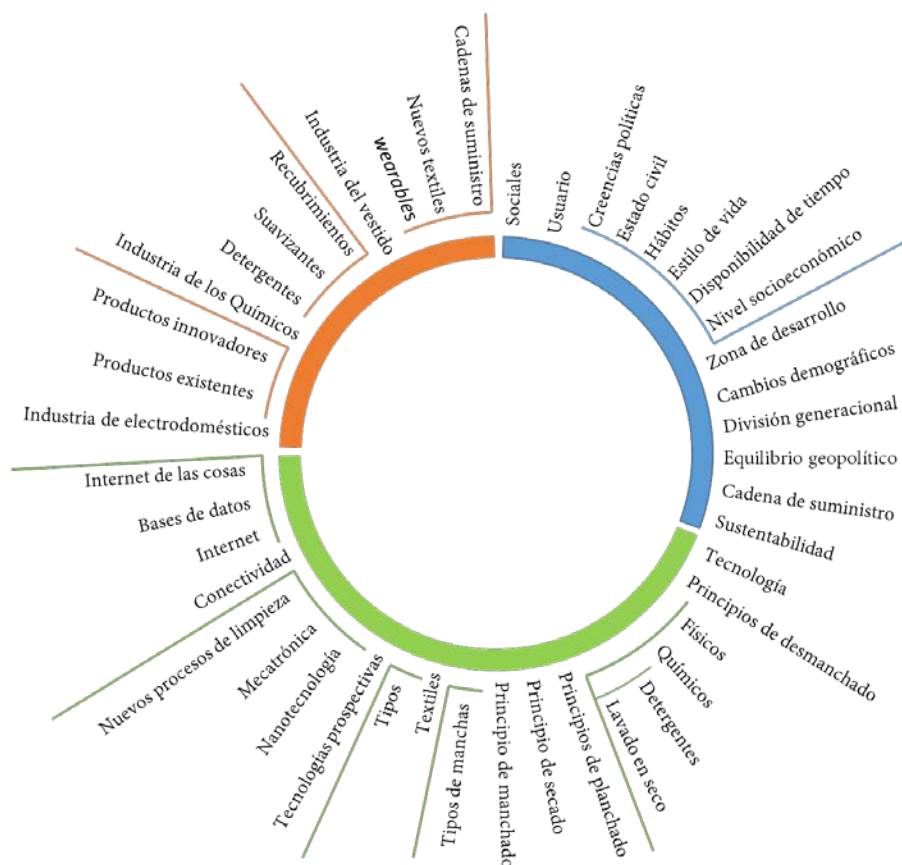 Sociales
Usuario
Creencias políticas
Estado civil
Hábitos
Estilo de vida
Disponibilidad de tiempo
Nivel socioeconómico
Zona de desarrollo
Cambios demográficos
División generacional
Equilibrio geopolítico
Cadena de suministro
Sustentabilidad
Tecnología
Principios de desmanchado
Físicos
Químicos
Detergentes
Lavado en seco
Principios de planchado
Principio de secado
Principio de manchado
Tipos de manchas
Textiles
Tipos
Tecnologías prospectivas
Nanotecnología
Mecatrónica
Nuevos procesos de limpieza
Conectividad
Internet
Bases de datos
Internet de las cosas
Industria de electrodomésticos
Productos existentes
Productos innovadores
Industria de los Químicos
Detergentes
Suavizantes
Recubrimientos
Industria del vestido
wearables
Nuevos textiles
Cadenas de suministro